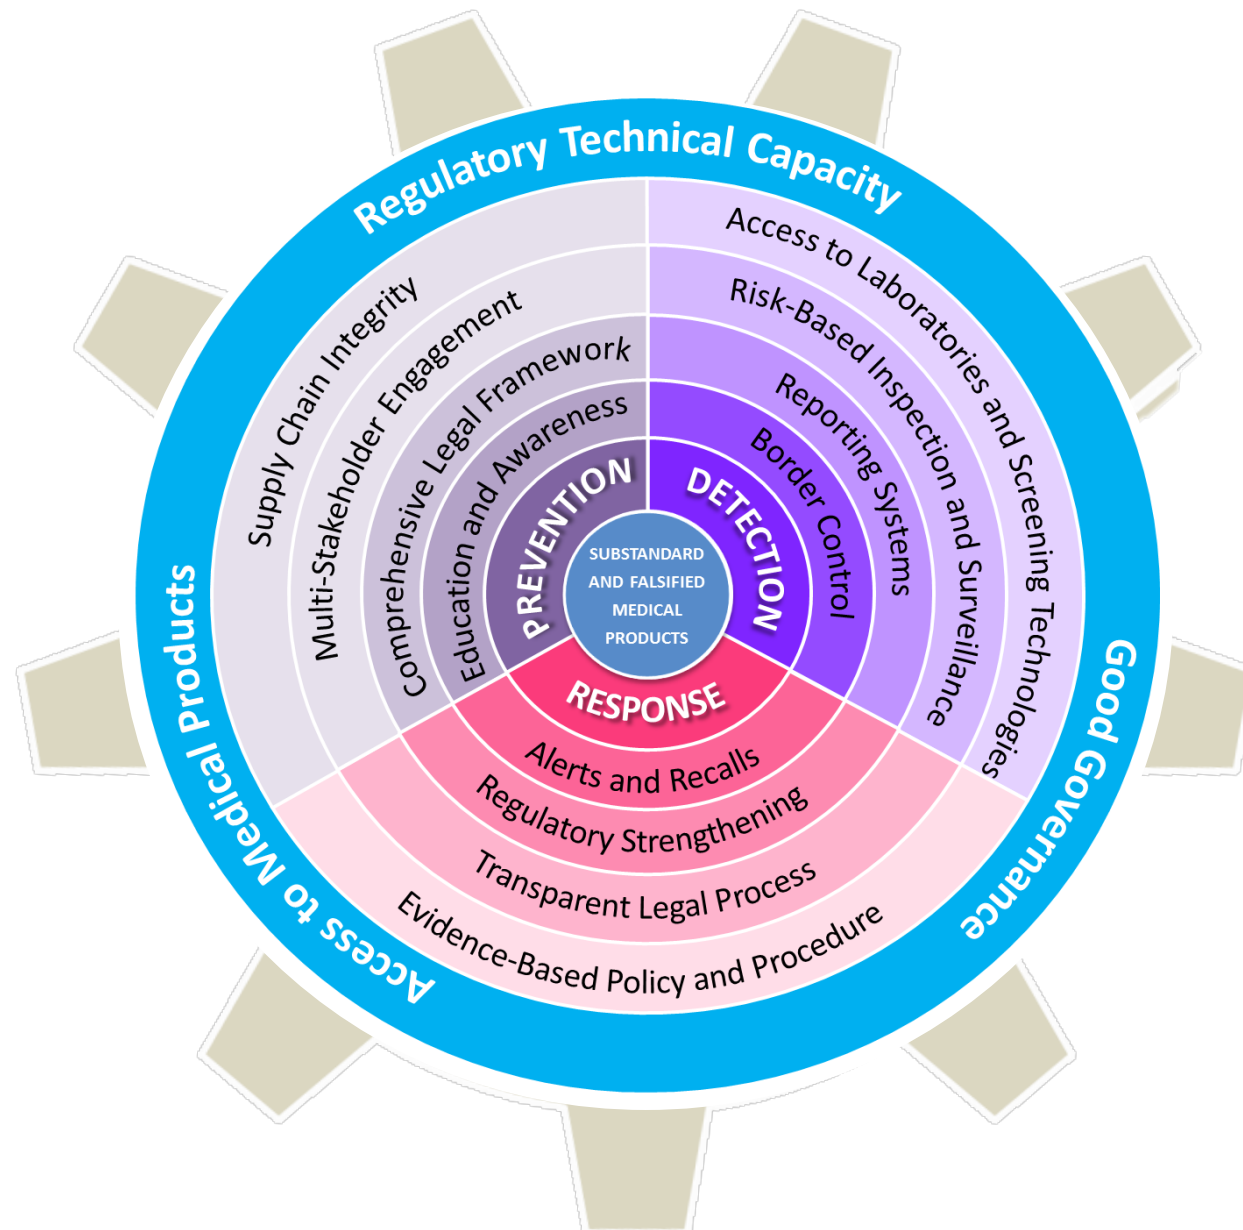 Regulatory Technical Capacity
Good Governance
Access to Medical Products
Supply Chain Integrity
Multi-Stakeholder Engagement
Comprehensive Legal Framework
Education and Awareness
PREVENTION
Access to Laboratories and Screening Technologies
Risk-Based Inspection and Surveillance
Reporting Systems
Border Control
DETECTION
SUBSTANDARD
AND FALSIFIED
MEDICAL
PRODUCTS
RESPONSE
Alerts and Recalls
Regulatory Strengthening
Transparent Legal Process
Evidence-Based Policy and Procedure